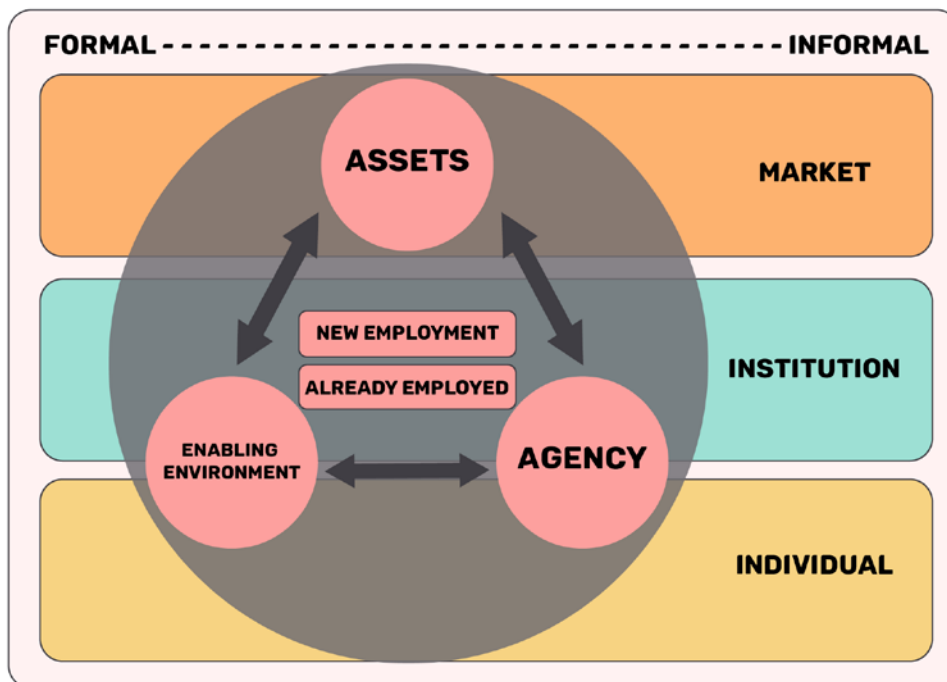 FORMAL
INFORMAL
ASSETS
MARKET
NEW EMPLOYMENT
ALREADY EMPLOYED
INSTITUTION
ENABLING
ENVIRONMENT
AGENCY
INDIVIDUAL